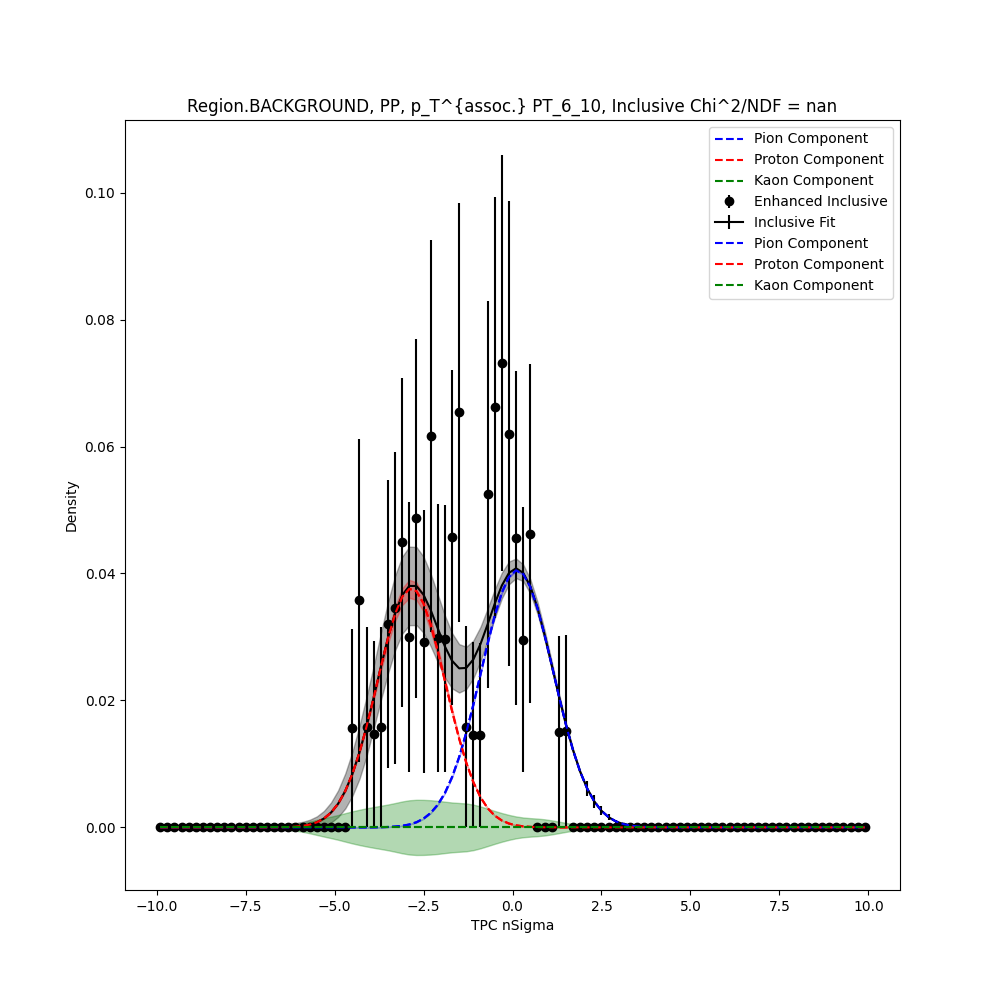 Region.BACKGROUND, PP, p_T^{assoc.} PT_6_10, Inclusive Chi^2/NDF = nan
Pion Component
Proton Component
Kaon Component
Enhanced Inclusive
Inclusive Fit
Pion Component
Proton Component
Kaon Component
0.10
0.08
0.06
0.04
0.02
0.00
Density
−10.0 −7.5 −5.0 −2.5 0.0 2.5 5.0 7.5 10.0
TPC nSigma